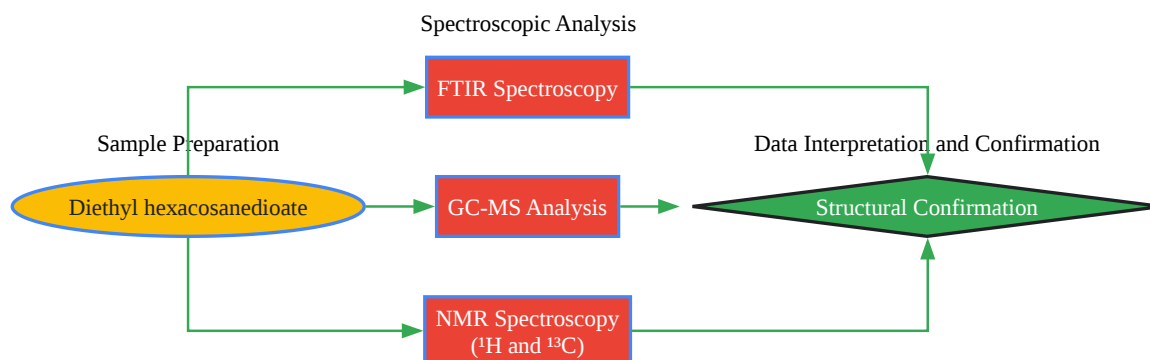 Spectroscopic Analysis
FTIR Spectroscopy
Sample Preparation
Data Interpretation and Confirmation
Diethyl hexacosanedioate
GC-MS Analysis
Structural Confirmation
NMR Spectroscopy
(¹H and ¹³C)